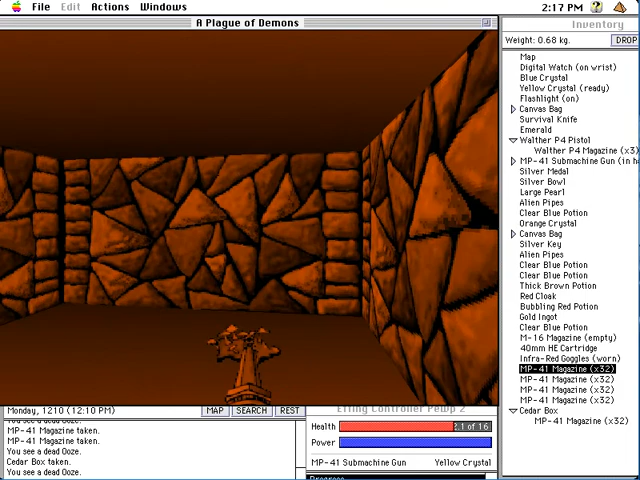 File Edit Actions Windows 2:17 PM
A Plague of Demons
Inventory
Weight: 0.68 kg. DROP
Map
Digital Watch (on wrist)
Blue Crystal
Yellow Crystal (ready)
Flashlight (on)
Canvas Bag
Survival Knife
Emerald
Walther P4 Pistol
Walther P4 Magazine (x3)
MP-41 Submachine Gun (in h
Silver Medal
Silver Bowl
Large Pearl
Alien Pipes
Clear Blue Potion
Orange Crystal
Canvas Bag
Silver Key
Alien Pipes
Clear Blue Potion
Clear Blue Potion
Thick Brown Potion
Red Cloak
Bubbling Red Potion
Gold Ingot
Clear Blue Potion
M-16 Magazine (empty)
40mm HE Cartridge
Infra-Red Goggles (worn)
MP-41 Magazine (x32)
MP-41 Magazine (x32)
MP-41 Magazine (x32)
MP-41 Magazine (x32)
Cedar Box
MP-41 Magazine (x32)
Monday, 1210 (12:10 PM) MAP SEARCH REST
You see a dead Ooze.
MP-41 Magazine taken.
MP-41 Magazine taken.
You see a dead Ooze.
Cedar Box taken.
You see a dead Ooze.
Health of 16
Power
MP-41 Submachine Gun Yellow Crystal
Progress